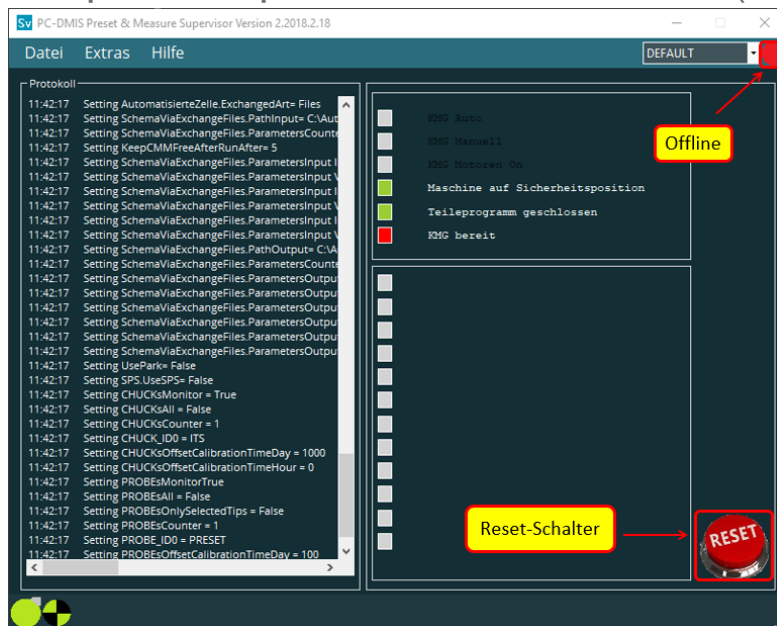 Sv PC-DMIS Preset & Measure Supervisor Version 2.2018.2.18
Datei Extras Hilfe
DEFAULT
Protokoll
11:42:17 Setting AutomatisierteZelle.ExchangedArt= Files
11:42:17 Setting SchemaViaExchangeFiles.PathInput= C:\Aut
11:42:17 Setting SchemaViaExchangeFiles.ParametersCounte
11:42:17 Setting KeepCMMFreeAfterRunAfter= 5
11:42:17 Setting SchemaViaExchangeFiles.ParametersInput I
11:42:17 Setting SchemaViaExchangeFiles.ParametersInput V
11:42:17 Setting SchemaViaExchangeFiles.ParametersInput I
11:42:17 Setting SchemaViaExchangeFiles.ParametersInput V
11:42:17 Setting SchemaViaExchangeFiles.ParametersInput I
11:42:17 Setting SchemaViaExchangeFiles.ParametersInput V
11:42:17 Setting SchemaViaExchangeFiles.PathOutput= C:\A
11:42:17 Setting SchemaViaExchangeFiles.ParametersCounte
11:42:17 Setting SchemaViaExchangeFiles.ParametersOutpu
11:42:17 Setting SchemaViaExchangeFiles.ParametersOutpu
11:42:17 Setting SchemaViaExchangeFiles.ParametersOutpu
11:42:17 Setting SchemaViaExchangeFiles.ParametersOutpu
11:42:17 Setting SchemaViaExchangeFiles.ParametersOutpu
11:42:17 Setting SchemaViaExchangeFiles.ParametersOutpu
11:42:17 Setting UsePark= False
11:42:17 Setting SPS.UseSPS= False
11:42:17 Setting CHUCKsMonitor = True
11:42:17 Setting CHUCKsAll = False
11:42:17 Setting CHUCKsCounter = 1
11:42:17 Setting CHUCK_ID0 = ITS
11:42:17 Setting CHUCKsOffsetCalibrationTimeDay = 1000
11:42:17 Setting CHUCKsOffsetCalibrationTimeHour = 0
11:42:17 Setting PROBEsMonitorTrue
11:42:17 Setting PROBEsAll = False
11:42:17 Setting PROBEsOnlySelectedTips = False
11:42:17 Setting PROBEsCounter = 1
11:42:17 Setting PROBE_ID0 = PRESET
11:42:17 Setting PROBEsOffsetCalibrationTimeDay = 100
KMG Auto
KMG Manuell
KMG Motoren On
Maschine auf Sicherheitsposition
Teileprogramm geschlossen
KMG bereit
Offline
Reset-Schalter
RESET